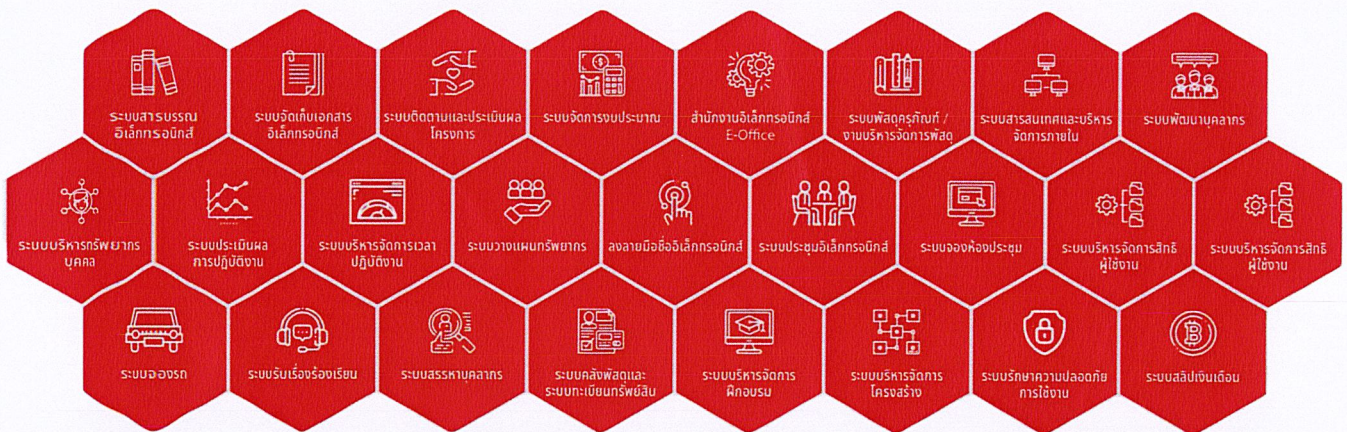 ระบบสารบรรณ
อิเล็กทรอนิกส์
ระบบจัดเก็บเอกสาร
อิเล็กทรอนิกส์
ระบบติดตามและประเมินผล
โครงการ
ระบบจัดการงบประมาณ
สำนักงานอิเล็กทรอนิกส์
E-Office
ระบบพัสดุครุภัณฑ์ /
งานบริหารจัดการพัสดุ
ระบบสารสนเทศและบริหาร
จัดการภายใน
ระบบพัฒนาบุคลากร
ระบบบริหารทรัพยากร
บุคคล
ระบบประเมินผล
การปฏิบัติงาน
ระบบบริหารจัดการเวลา
ปฏิบัติงาน
ระบบวางแผนทรัพยากร
ลงลายมือชื่ออิเล็กทรอนิกส์
ระบบประชุมอิเล็กทรอนิกส์
ระบบจองห้องประชุม
ระบบบริหารจัดการสิทธิ
ผู้ใช้งาน
ระบบบริหารจัดการสิทธิ
ผู้ใช้งาน
ระบบจองรถ
ระบบรับเรื่องร้องเรียน
ระบบสรรหาบุคลากร
ระบบคลังพัสดุและ
ระบบทะเบียนทรัพย์สิน
ระบบบริหารจัดการ
ฝึกอบรม
ระบบบริหารจัดการ
โครงสร้าง
ระบบรักษาความปลอดภัย
การใช้งาน
ระบบสลิปเงินเดือน